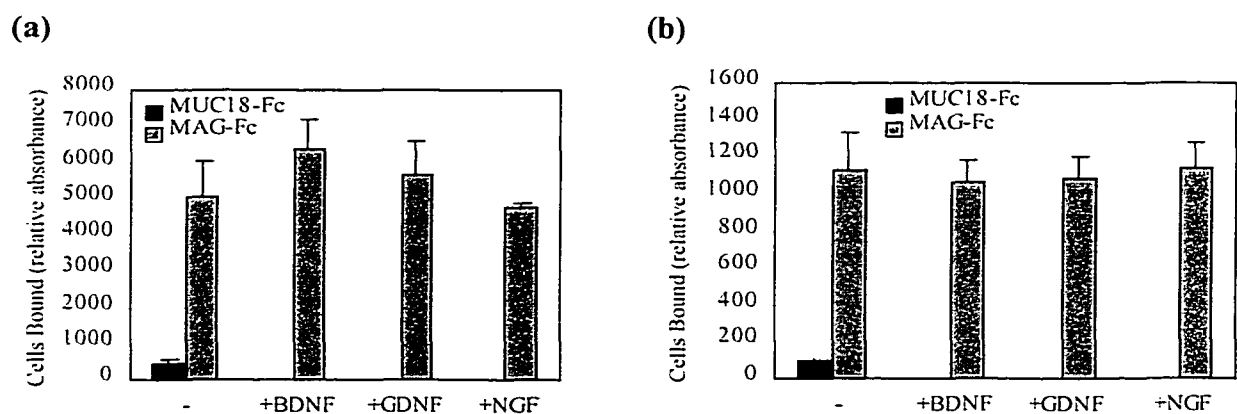 (a)
Cells Bound (relative absorbance)
8000
7000
6000
5000
4000
3000
2000
1000
0
MUC18-Fc
MAG-Fc
-
+BDNF
+GDNF
+NGF
(b)
Cells Bound (relative absorbance)
1600
1400
1200
1000
800
600
400
200
0
MUC18-Fc
MAG-Fc
-
+BDNF
+GDNF
+NGF